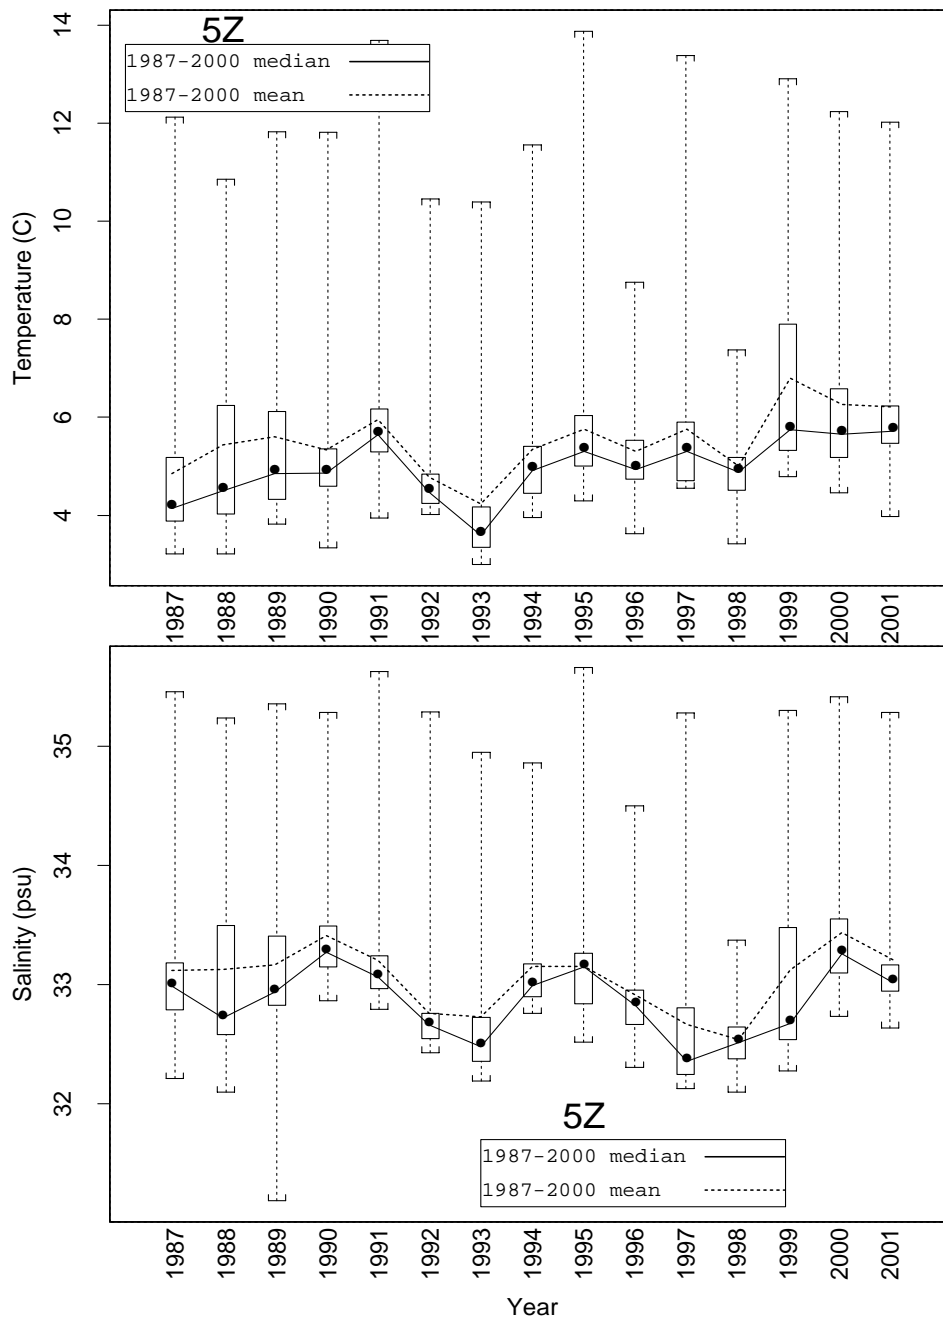 5Z
1987-2000 median
1987-2000 mean
Temperature (C)
14
12
10
8
6
4
1987 1988 1989 1990 1991 1992 1993 1994 1995 1996 1997 1998 1999 2000 2001
Salinity (psu)
35
34
33
32
5Z
1987-2000 median
1987-2000 mean
1987 1988 1989 1990 1991 1992 1993 1994 1995 1996 1997 1998 1999 2000 2001
Year